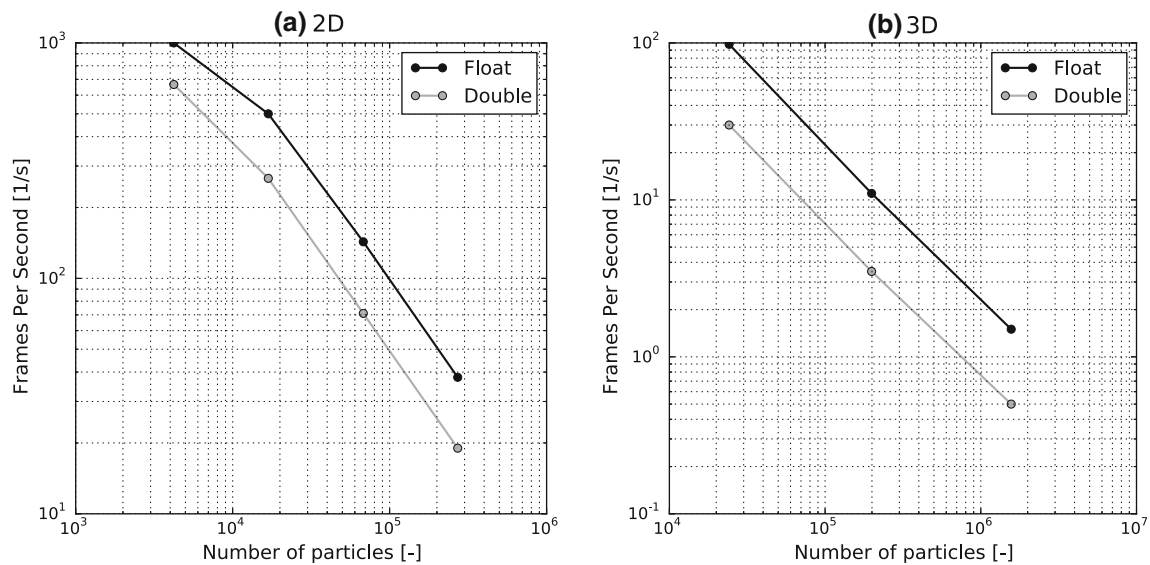 (a) 2D
Frames Per Second [1/s]
10^3
10^2
10^1
Float
Double
10^3 10^4 10^5 10^6
Number of particles [-]
(b) 3D
Frames Per Second [1/s]
10^2
10^1
10^0
10^-1
Float
Double
10^4 10^5 10^6 10^7
Number of particles [-]